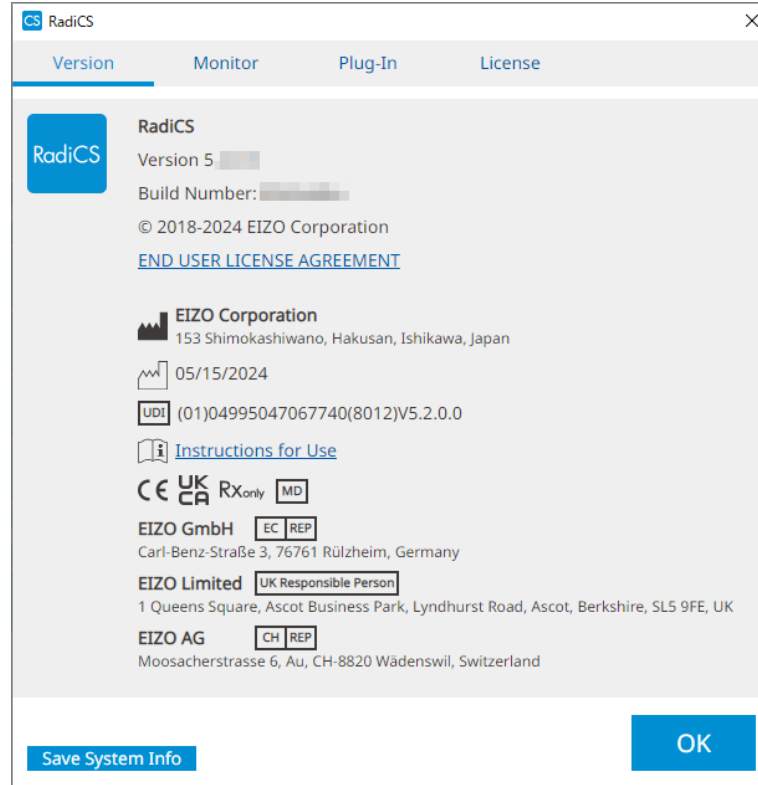 CS RadiCS
Version Monitor Plug-In License
RadiCS
RadiCS
Version 5.
Build Number:
© 2018-2024 EIZO Corporation
END USER LICENSE AGREEMENT
EIZO Corporation
153 Shimokashiwano, Hakusan, Ishikawa, Japan
05/15/2024
UDI (01)04995047067740(8012)V5.2.0.0
Instructions for Use
CE UKCA Rx only MD
EIZO GmbH EC REP
Carl-Benz-Straße 3, 76761 Rülzheim, Germany
EIZO Limited UK Responsible Person
1 Queens Square, Ascot Business Park, Lyndhurst Road, Ascot, Berkshire, SL5 9FE, UK
EIZO AG CH REP
Moosacherstrasse 6, Au, CH-8820 Wädenswil, Switzerland
OK
Save System Info